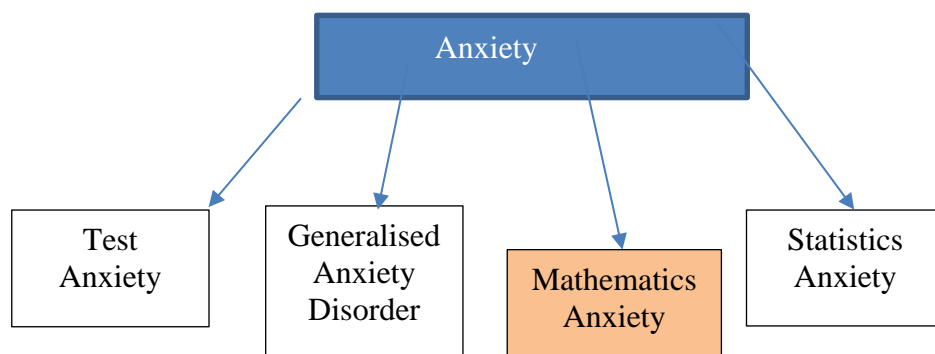 Anxiety
Test
Anxiety
Generalised
Anxiety
Disorder
Mathematics
Anxiety
Statistics
Anxiety